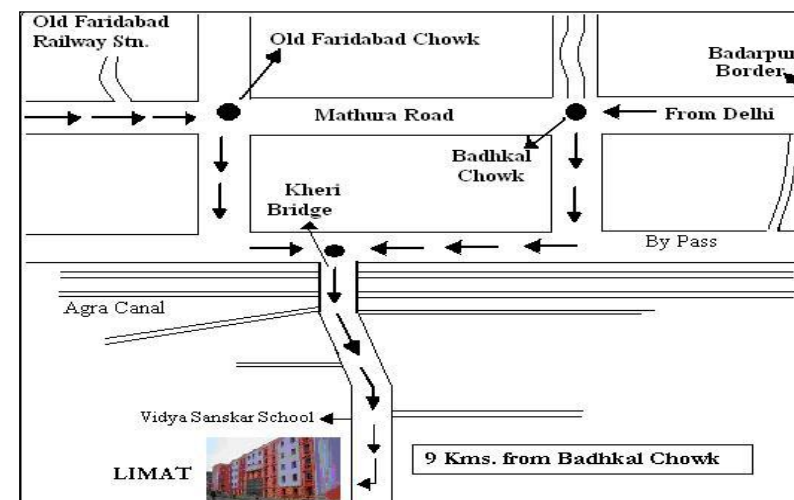 Old Faridabad
Railway Stn.
Old Faridabad Chowk
Badarpur
Border
Mathura Road
From Delhi
Badhkal
Chowk
Kheri
Bridge
By Pass
Agra Canal
Vidya Sanskar School
LIMAT
9 Kms. from Badhkal Chowk